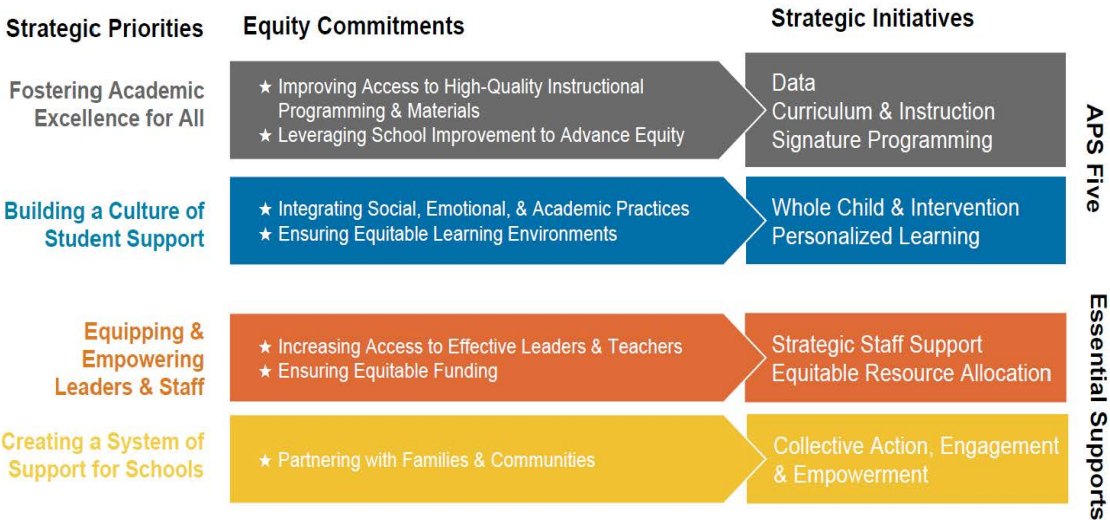 Strategic Priorities
Equity Commitments
Strategic Initiatives
Fostering Academic
Excellence for All
★ Improving Access to High-Quality Instructional
Programming & Materials
★ Leveraging School Improvement to Advance Equity
Data
Curriculum & Instruction
Signature Programming
Building a Culture of
Student Support
★ Integrating Social, Emotional, & Academic Practices
★ Ensuring Equitable Learning Environments
Whole Child & Intervention
Personalized Learning
APS Five
Equipping &
Empowering
Leaders & Staff
★ Increasing Access to Effective Leaders & Teachers
★ Ensuring Equitable Funding
Strategic Staff Support
Equitable Resource Allocation
Creating a System of
Support for Schools
★ Partnering with Families & Communities
Collective Action, Engagement
& Empowerment
Essential Supports